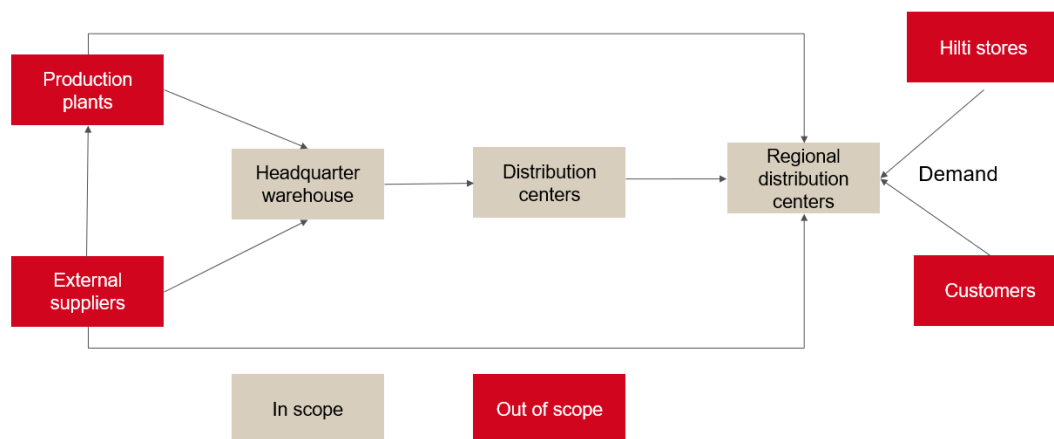 Production
plants
Hilti stores
Headquarter
warehouse
Distribution
centers
Regional
distribution
centers
Demand
External
suppliers
Customers
In scope
Out of scope